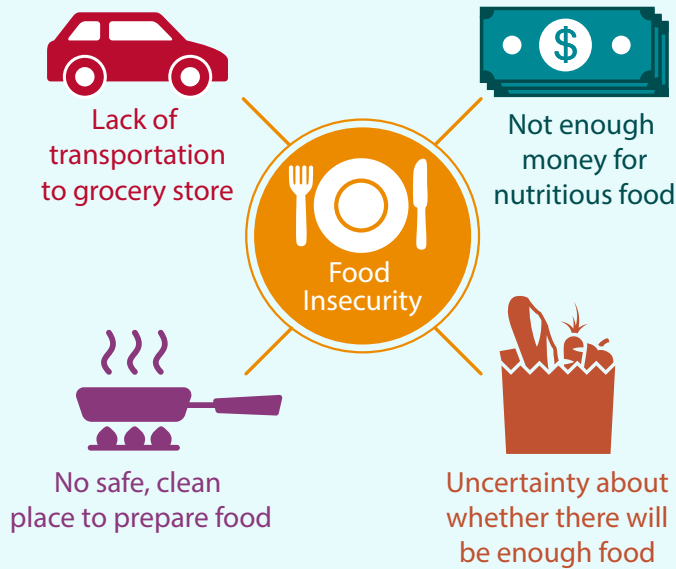 Lack of
transportation
to grocery store
$
Not enough
money for
nutritious food
Food
Insecurity
No safe, clean
place to prepare food
Uncertainty about
whether there will
be enough food